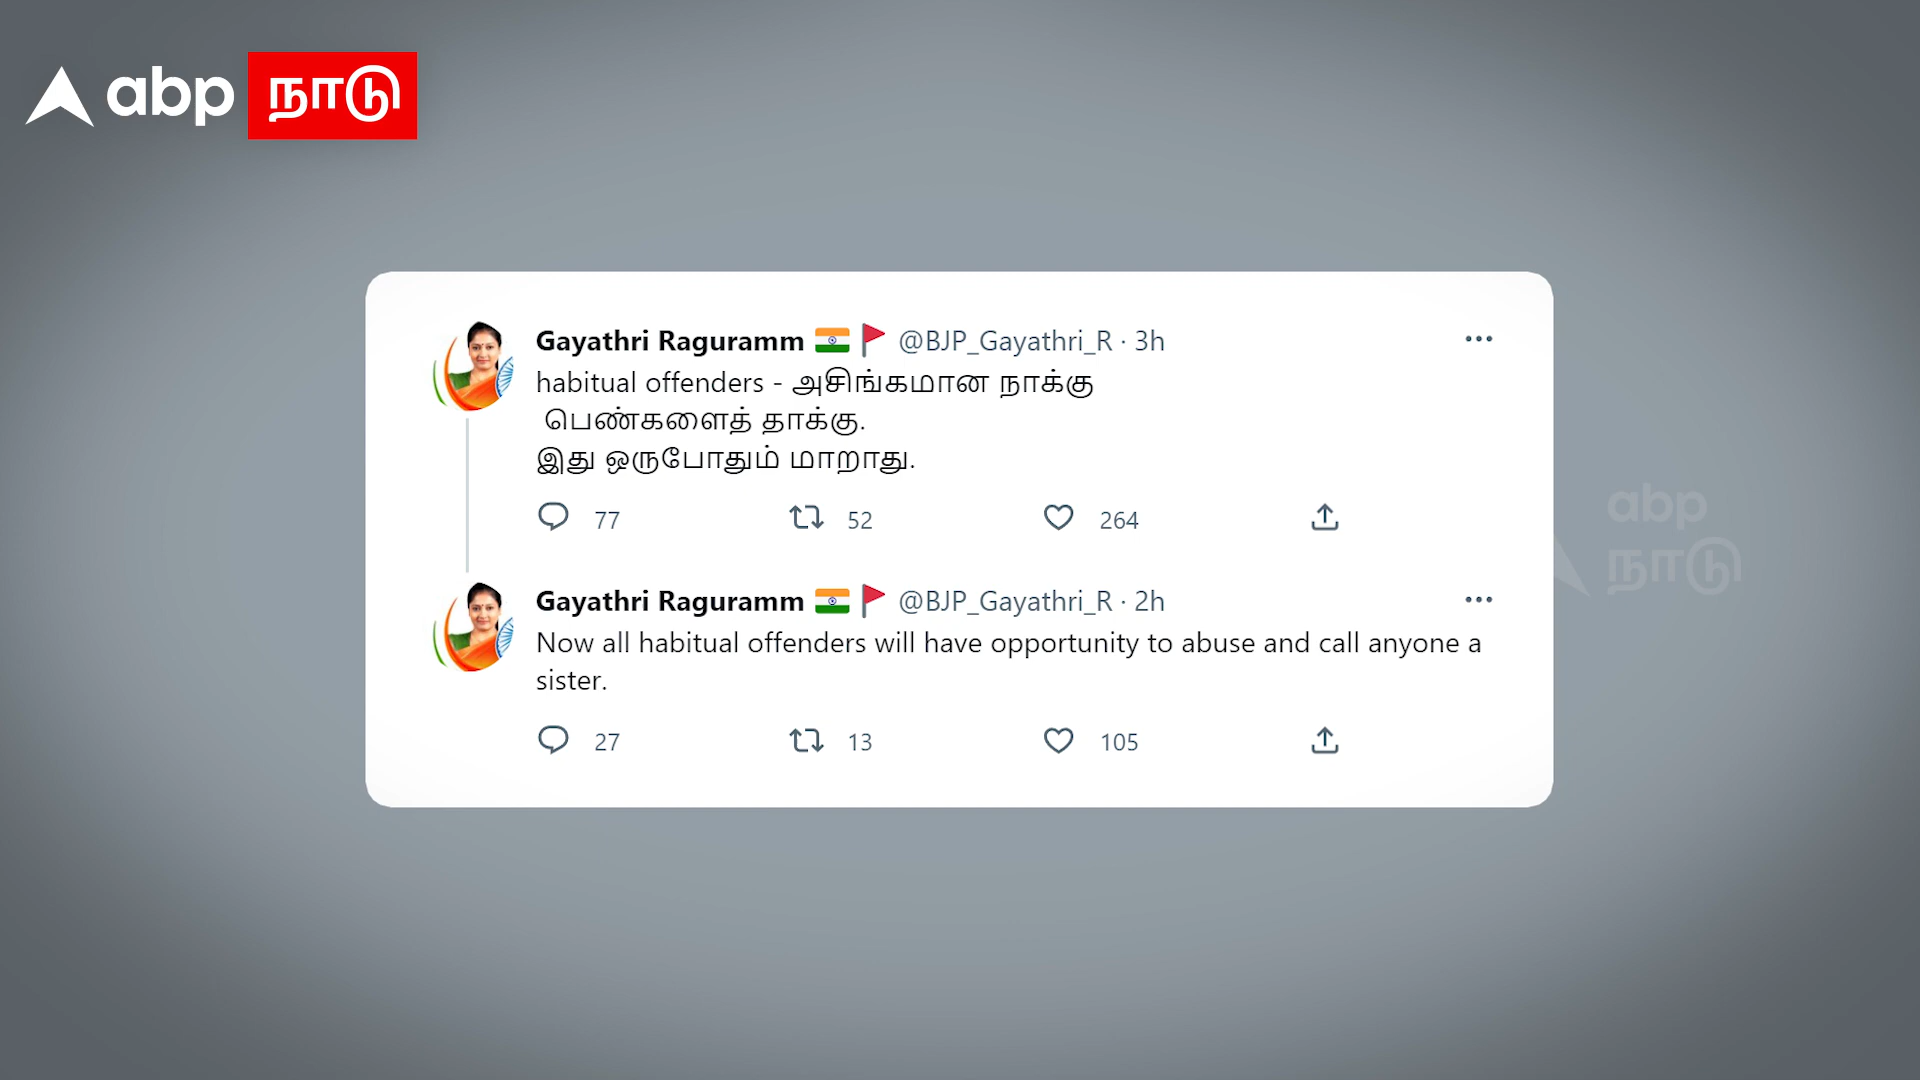 abp நாடு
Gayathri Raguramm 🇮🇳 🚩 @BJP_Gayathri_R · 3h
habitual offenders - அசிங்கமான நாக்கு
பெண்களைத் தாக்கு.
இது ஒருபோதும் மாறாது.
77 52 264
abp
நாடு
Gayathri Raguramm 🇮🇳 🚩 @BJP_Gayathri_R · 2h
Now all habitual offenders will have opportunity to abuse and call anyone a
sister.
27 13 105